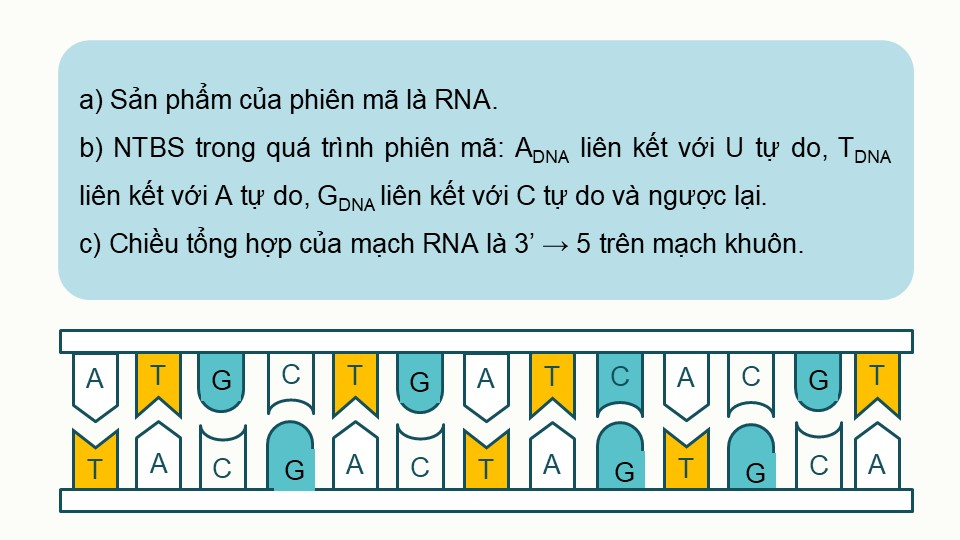 a) Sản phẩm của phiên mã là RNA.
b) NTBS trong quá trình phiên mã: ADNA liên kết với U tự do, TDNA
liên kết với A tự do, GDNA liên kết với C tự do và ngược lại.
c) Chiều tổng hợp của mạch RNA là 3’ → 5 trên mạch khuôn.
A T G C T G A T C A C G T
T A C G A C T A G T G C A